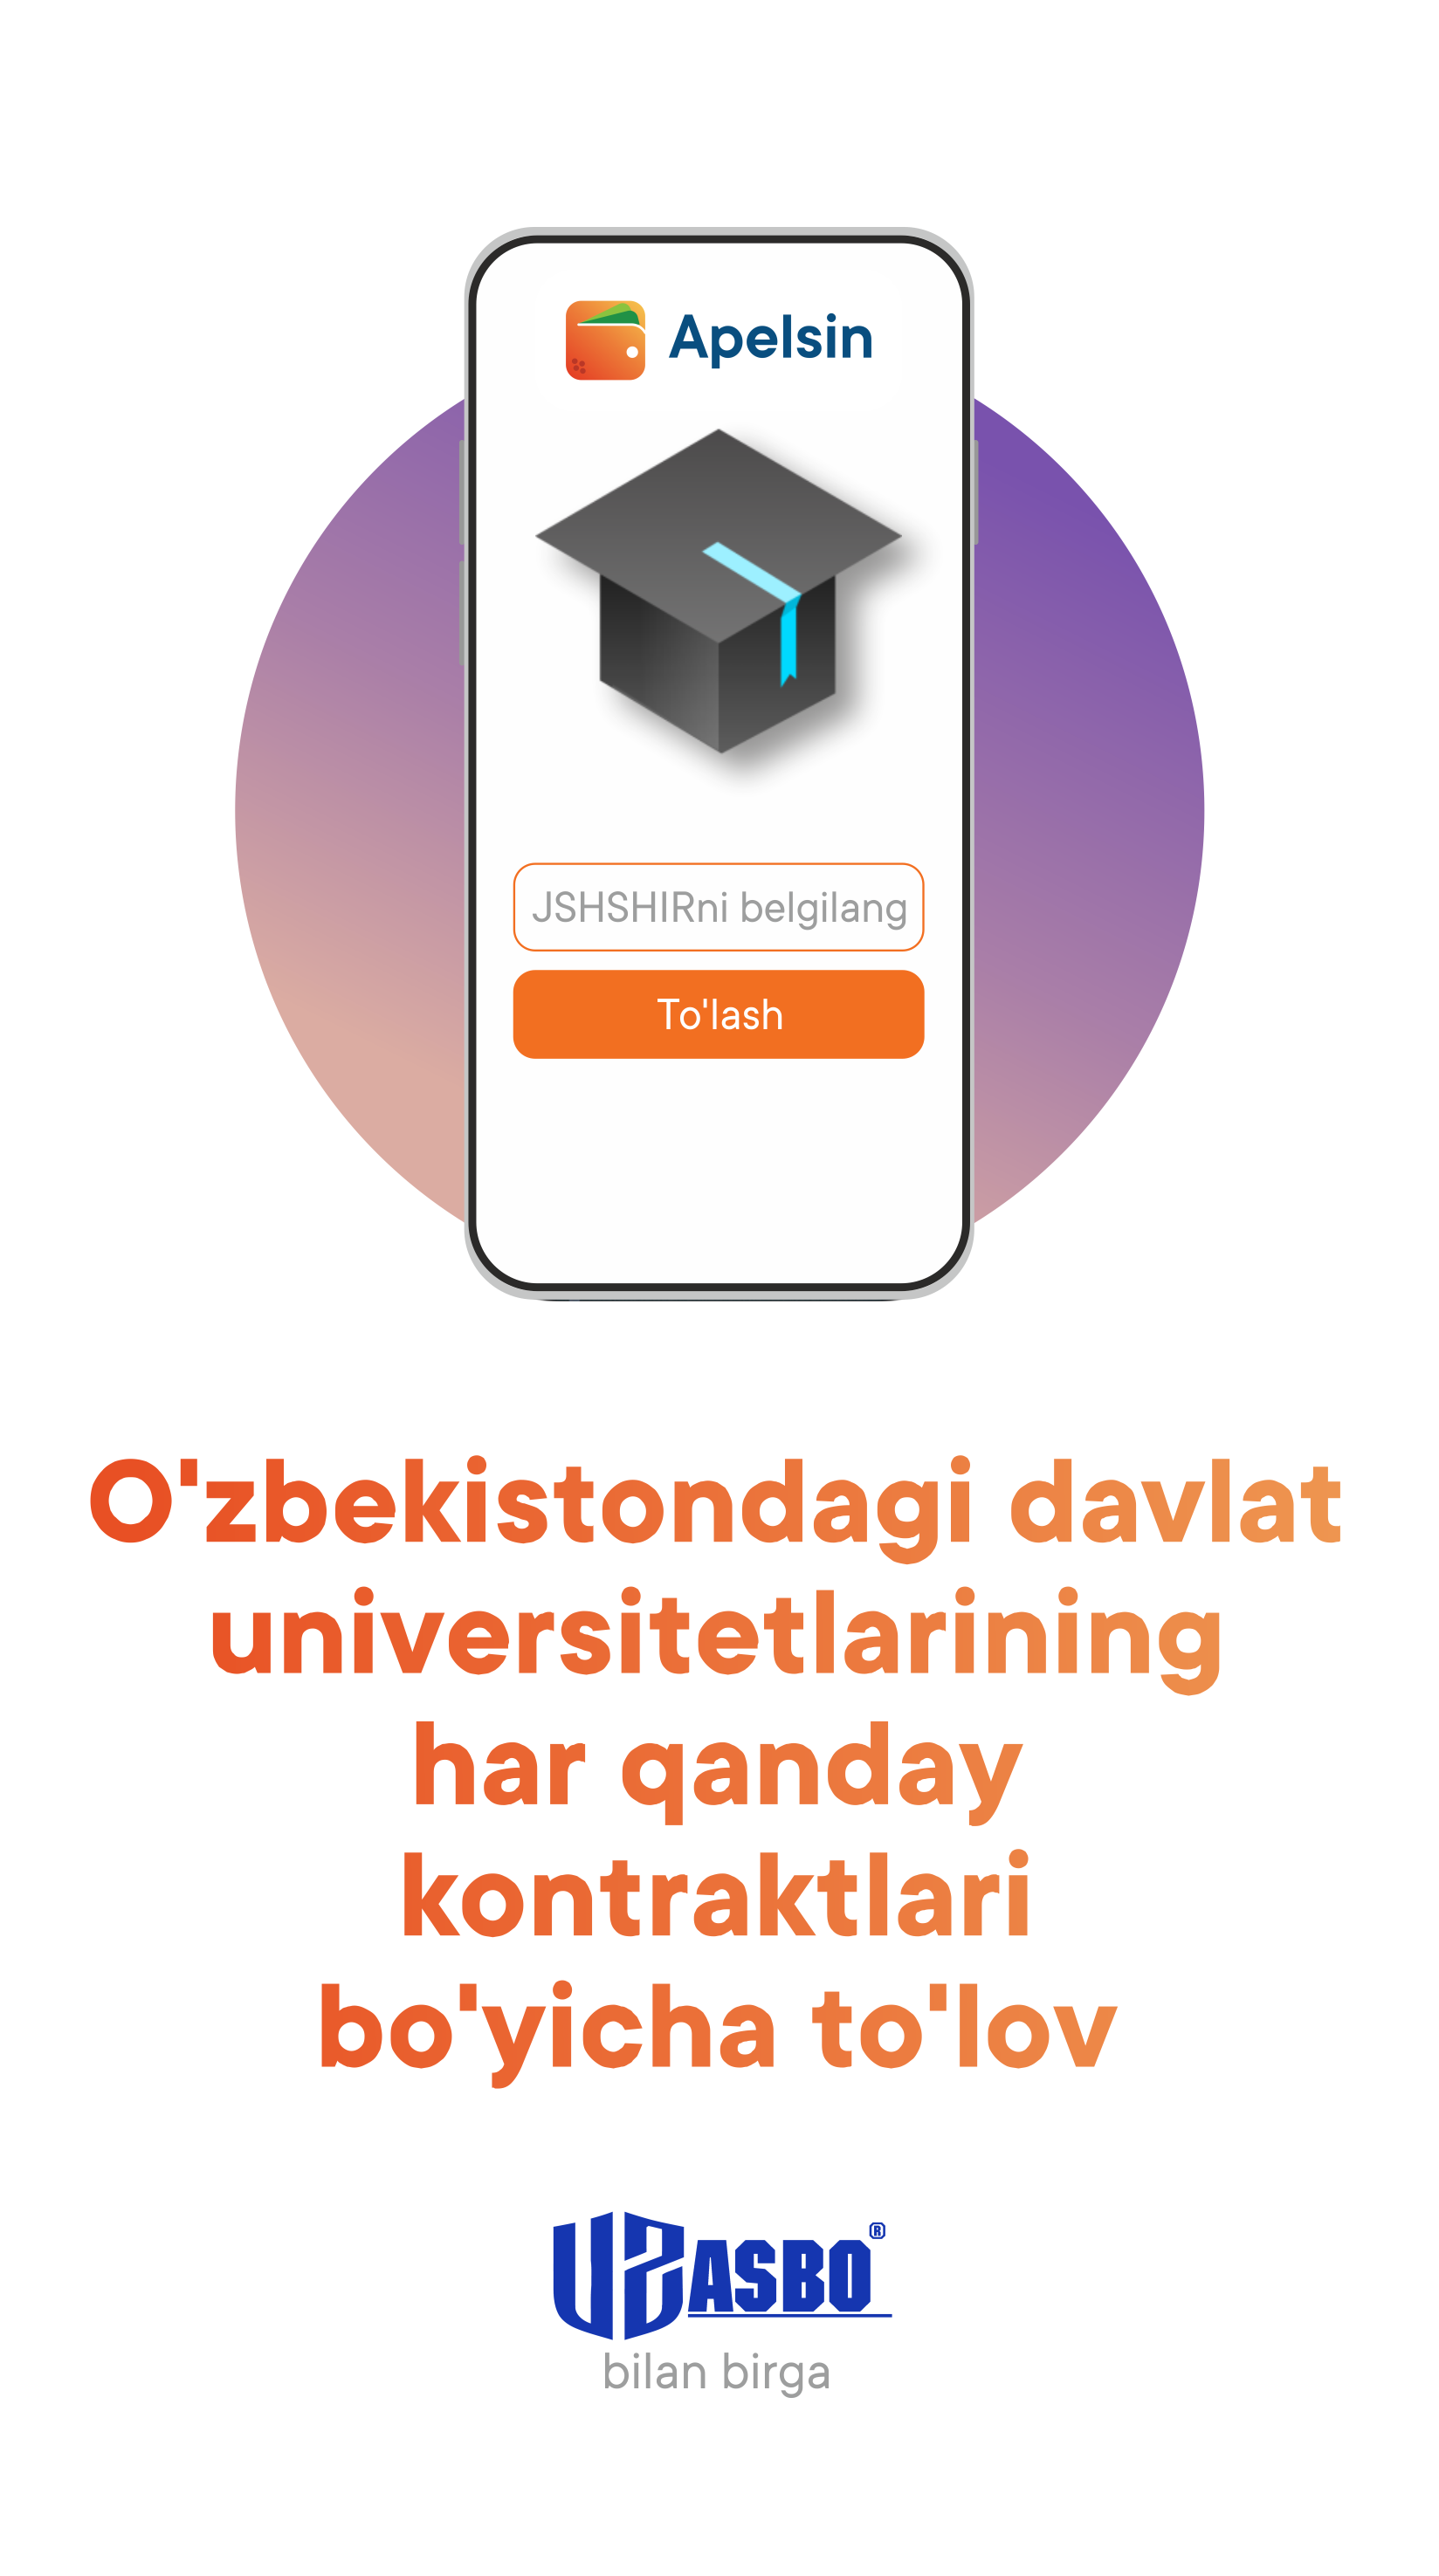 Apelsin
JSHSHIRni belgilang
To'lash
O'zbekistondagi davlat
universitetlarining
har qanday
kontraktlari
bo'yicha to'lov
UZASBO®
bilan birga